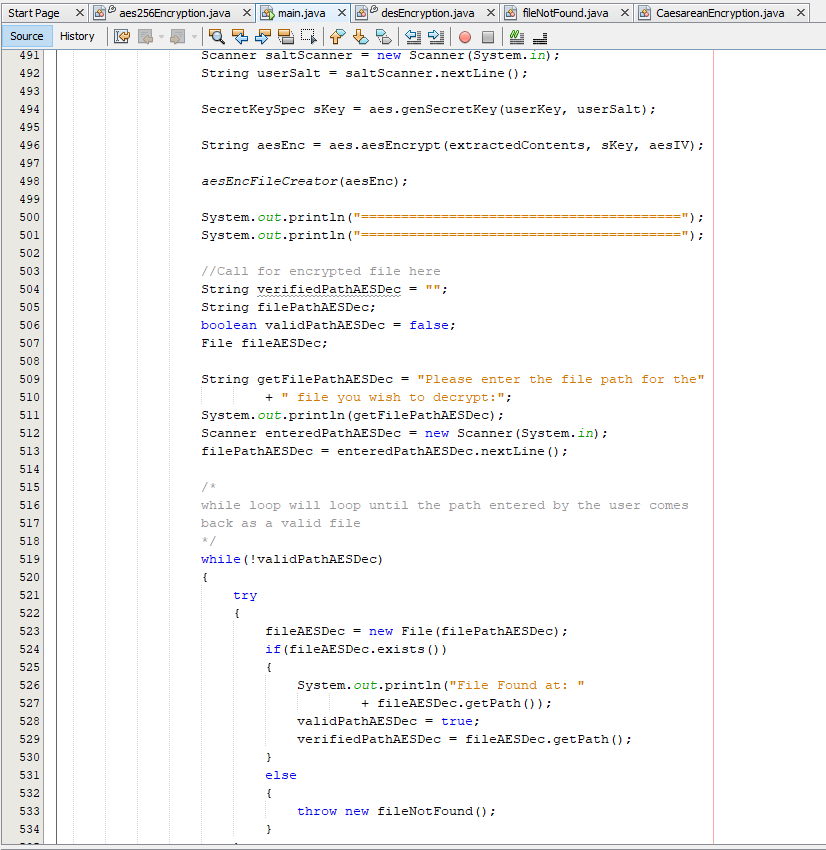 Start Page
aes256Encryption.java
main.java
desEncryption.java
fileNotFound.java
CaesareanEncryption.java
Source History
491 Scanner saltScanner = new Scanner(System.in);
492 String userSalt = saltScanner.nextLine();
493
494 SecretKeySpec sKey = aes.genSecretKey(userKey, userSalt);
495
496 String aesEnc = aes.aesEncrypt(extractedContents, sKey, aesIV);
497
498 aesEncFileCreator(aesEnc);
499
500 System.out.println("========================================");
501 System.out.println("========================================");
502
503 //Call for encrypted file here
504 String verifiedPathAESDec = "";
505 String filePathAESDec;
506 boolean validPathAESDec = false;
507 File fileAESDec;
508
509 String getFilePathAESDec = "Please enter the file path for the"
510 + " file you wish to decrypt:";
511 System.out.println(getFilePathAESDec);
512 Scanner enteredPathAESDec = new Scanner(System.in);
513 filePathAESDec = enteredPathAESDec.nextLine();
514
515 /*
516 while loop will loop until the path entered by the user comes
517 back as a valid file
518 */
519 while(!validPathAESDec)
520 {
521 try
522 {
523 fileAESDec = new File(filePathAESDec);
524 if(fileAESDec.exists())
525 {
526 System.out.println("File Found at: "
527 + fileAESDec.getPath());
528 validPathAESDec = true;
529 verifiedPathAESDec = fileAESDec.getPath();
530 }
531 else
532 {
533 throw new fileNotFound();
534 }